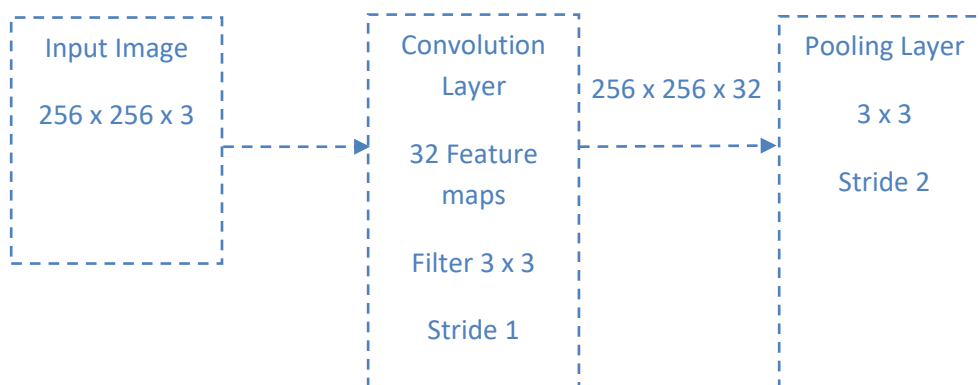 Input Image
256 x 256 x 3
Convolution
Layer
32 Feature
maps
Filter 3 x 3
Stride 1
256 x 256 x 32
Pooling Layer
3 x 3
Stride 2